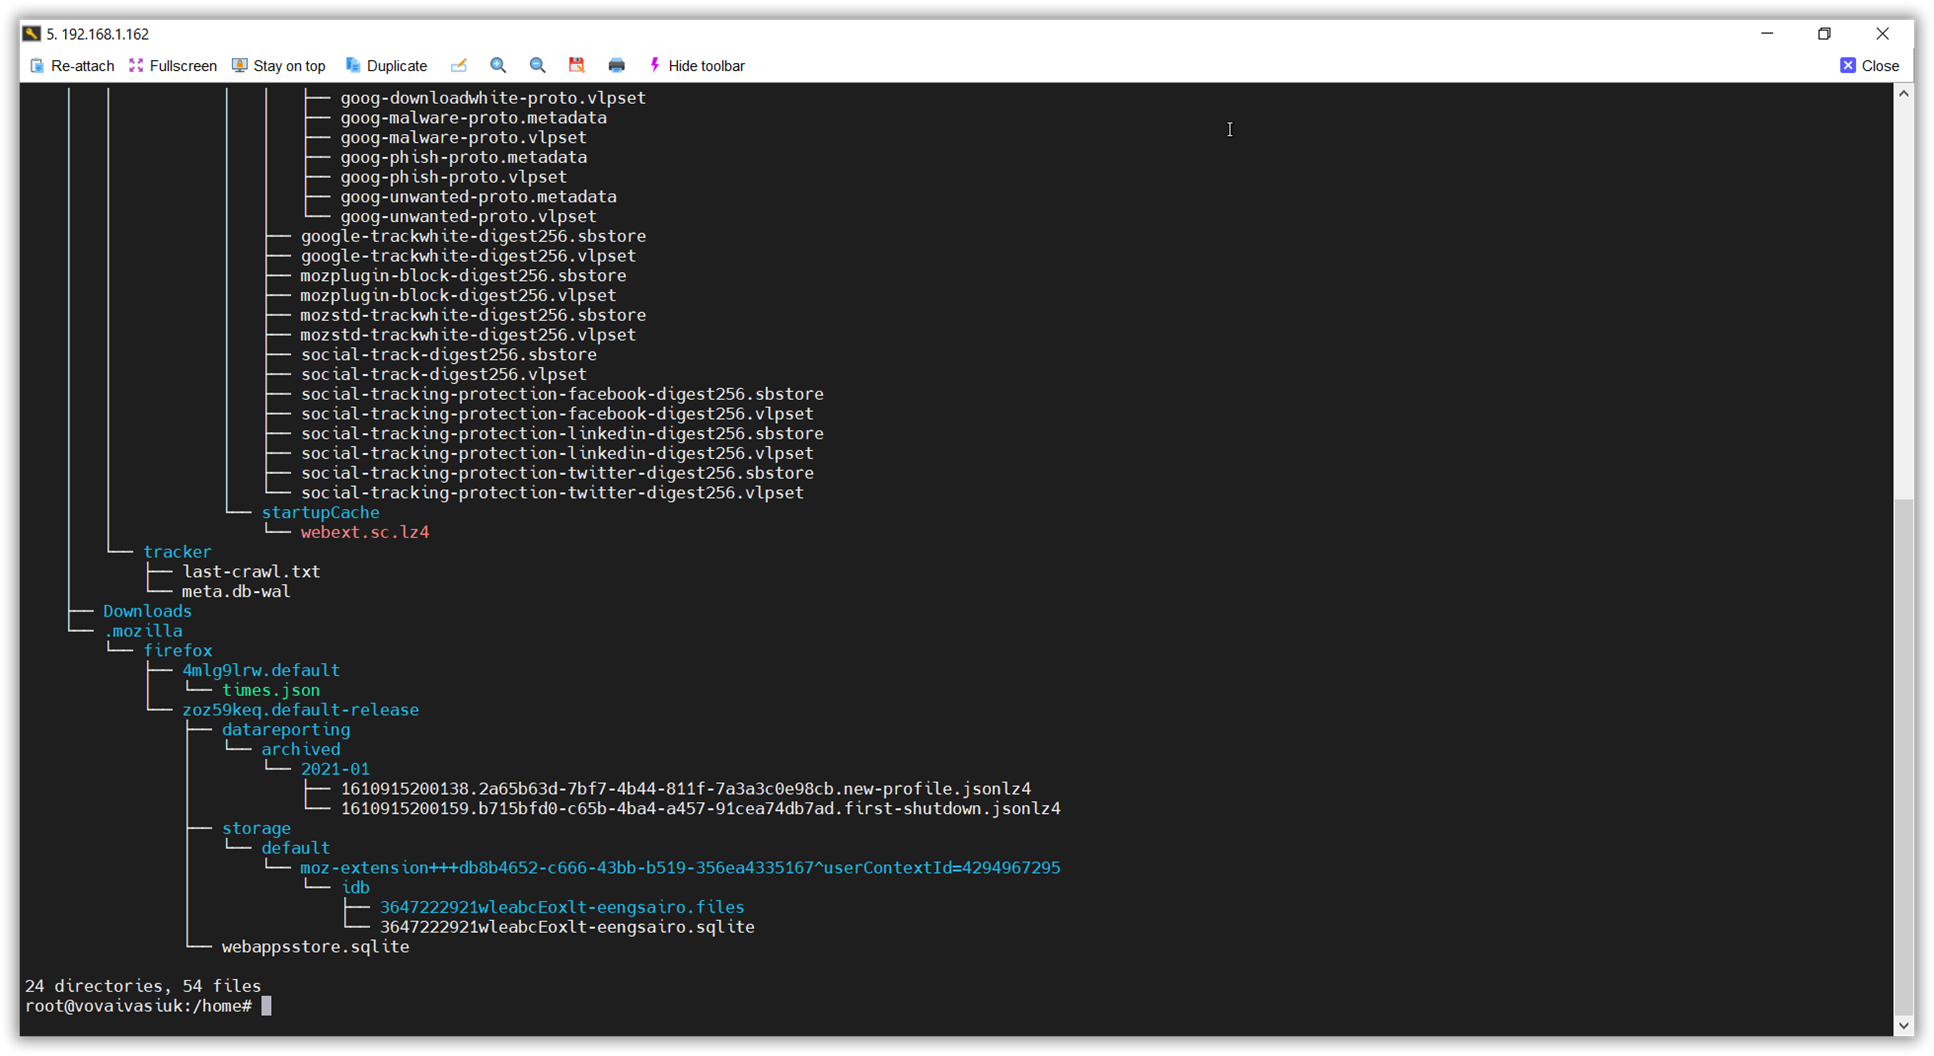 5. 192.168.1.162
Re-attach Fullscreen Stay on top Duplicate Hide toolbar Close
├── goog-downloadwhite-proto.vlpset
├── goog-malware-proto.metadata
├── goog-malware-proto.vlpset
├── goog-phish-proto.metadata
├── goog-phish-proto.vlpset
├── goog-unwanted-proto.metadata
└── goog-unwanted-proto.vlpset
├── google-trackwhite-digest256.sbstore
├── google-trackwhite-digest256.vlpset
├── mozplugin-block-digest256.sbstore
├── mozplugin-block-digest256.vlpset
├── mozstd-trackwhite-digest256.sbstore
├── mozstd-trackwhite-digest256.vlpset
├── social-track-digest256.sbstore
├── social-track-digest256.vlpset
├── social-tracking-protection-facebook-digest256.sbstore
├── social-tracking-protection-facebook-digest256.vlpset
├── social-tracking-protection-linkedin-digest256.sbstore
├── social-tracking-protection-linkedin-digest256.vlpset
├── social-tracking-protection-twitter-digest256.sbstore
└── social-tracking-protection-twitter-digest256.vlpset
└── startupCache
└── webext.sc.lz4
└── tracker
├── last-crawl.txt
└── meta.db-wal
├── Downloads
└── .mozilla
└── firefox
├── 4mlg9lrw.default
└── times.json
└── zoz59keq.default-release
├── datareporting
└── archived
└── 2021-01
├── 1610915200138.2a65b63d-7bf7-4b44-811f-7a3a3c0e98cb.new-profile.jsonlz4
└── 1610915200159.b715bfd0-c65b-4ba4-a457-91cea74db7ad.first-shutdown.jsonlz4
├── storage
└── default
└── moz-extension+++db8b4652-c666-43bb-b519-356ea4335167^userContextId=4294967295
└── idb
├── 3647222921wleabcEoxlt-eengsairo.files
└── 3647222921wleabcEoxlt-eengsairo.sqlite
└── webappsstore.sqlite
24 directories, 54 files
root@vovaivasiuk:/home#